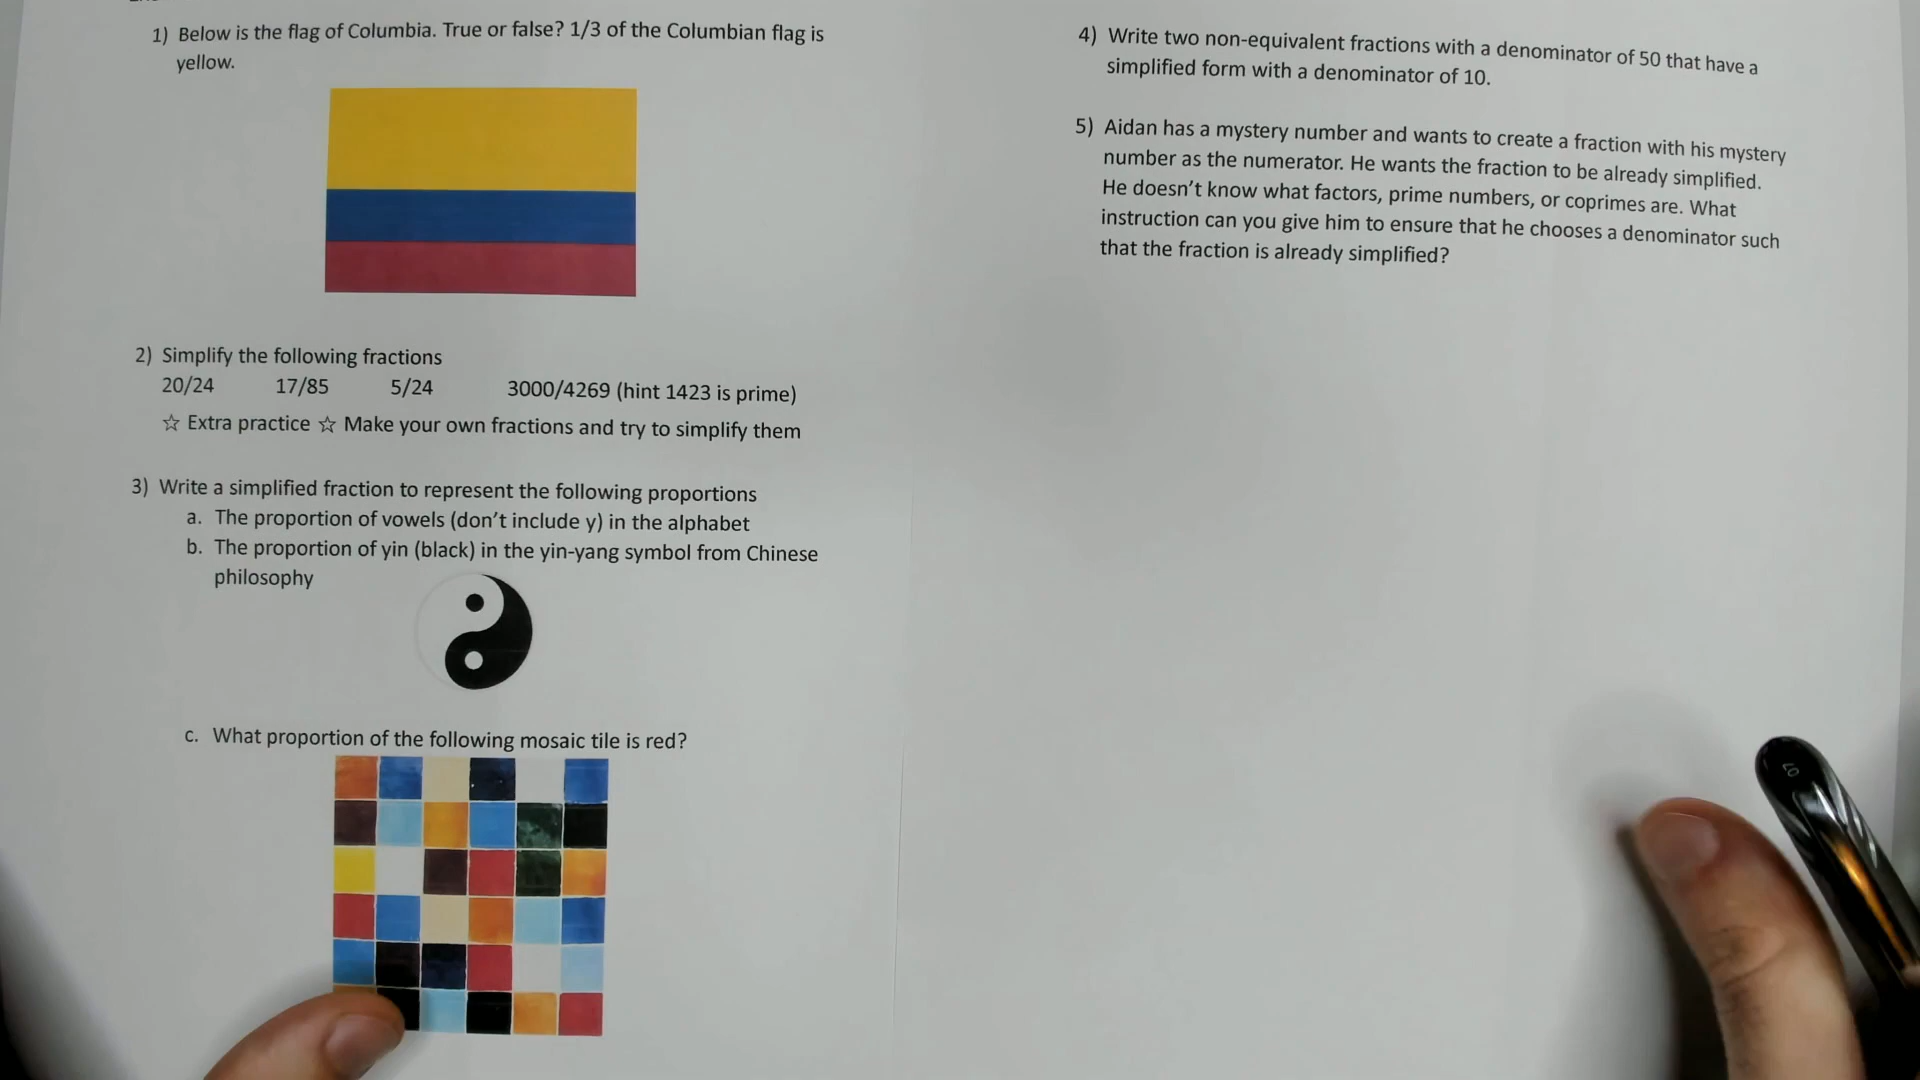 1) Below is the flag of Columbia. True or false? 1/3 of the Columbian flag is
yellow.
2) Simplify the following fractions
20/24 17/85 5/24 3000/4269 (hint 1423 is prime)
☆ Extra practice ☆ Make your own fractions and try to simplify them
3) Write a simplified fraction to represent the following proportions
a. The proportion of vowels (don't include y) in the alphabet
b. The proportion of yin (black) in the yin-yang symbol from Chinese
philosophy
c. What proportion of the following mosaic tile is red?
4) Write two non-equivalent fractions with a denominator of 50 that have a
simplified form with a denominator of 10.
5) Aidan has a mystery number and wants to create a fraction with his mystery
number as the numerator. He wants the fraction to be already simplified.
He doesn't know what factors, prime numbers, or coprimes are. What
instruction can you give him to ensure that he chooses a denominator such
that the fraction is already simplified?
07